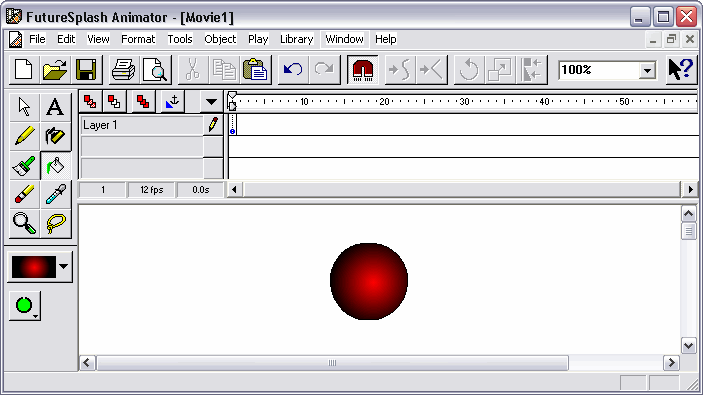 FutureSplash Animator - [Movie1]
File Edit View Format Tools Object Play Library Window Help
100%
A
10 20 30 40 50
Layer 1
1 12 fps 0.0s